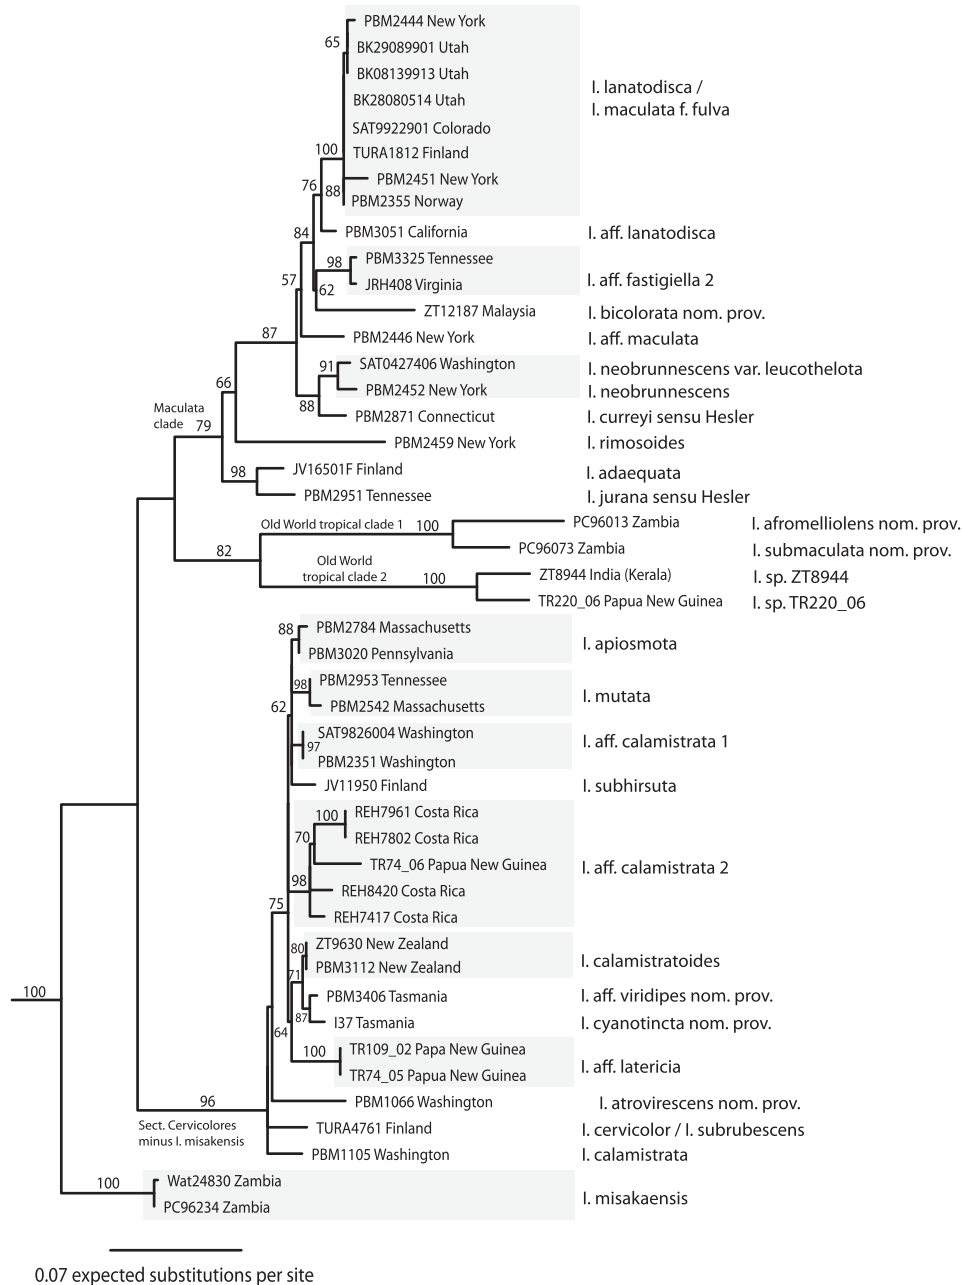 PBM2444 New York
65
BK29089901 Utah
BK08139913 Utah
I. lanatodisca /
I. maculata f. fulva
BK28080514 Utah
SAT9922901 Colorado
100
TURA1812 Finland
PBM2451 New York
76
88
PBM2355 Norway
84
PBM3051 California
I. aff. lanatodisca
98
PBM3325 Tennessee
57
62
JRH408 Virginia
I. aff. fastigiella 2
ZT12187 Malaysia
I. bicolorata nom. prov.
87
PBM2446 New York
I. aff. maculata
91
SAT0427406 Washington
I. neobrunnescens var. leucothelota
66
88
PBM2452 New York
I. neobrunnescens
Maculata
clade
79
PBM2871 Connecticut
I. curreyi sensu Hesler
PBM2459 New York
I. rimosoides
98
JV16501F Finland
I. adaequata
PBM2951 Tennessee
I. jurana sensu Hesler
Old World tropical clade 1
100
PC96013 Zambia
I. afromelliolens nom. prov.
82
PC96073 Zambia
I. submaculata nom. prov.
Old World
tropical clade 2
100
ZT8944 India (Kerala)
I. sp. ZT8944
TR220_06 Papua New Guinea
I. sp. TR220_06
88
PBM2784 Massachusetts
PBM3020 Pennsylvania
I. apiosmota
98
PBM2953 Tennessee
62
PBM2542 Massachusetts
I. mutata
SAT9826004 Washington
97
PBM2351 Washington
I. aff. calamistrata 1
JV11950 Finland
I. subhirsuta
100
REH7961 Costa Rica
70
REH7802 Costa Rica
TR74_06 Papua New Guinea
I. aff. calamistrata 2
98
REH8420 Costa Rica
75
REH7417 Costa Rica
80
ZT9630 New Zealand
71
PBM3112 New Zealand
I. calamistratoides
100
PBM3406 Tasmania
I. aff. viridipes nom. prov.
64
87
I37 Tasmania
I. cyanotincta nom. prov.
100
TR109_02 Papa New Guinea
TR74_05 Papua New Guinea
I. aff. latericia
96
PBM1066 Washington
I. atrovirescens nom. prov.
Sect. Cervicolores
minus I. misakensis
TURA4761 Finland
I. cervicolor / I. subrubescens
PBM1105 Washington
I. calamistrata
100
Wat24830 Zambia
PC96234 Zambia
I. misakaensis
0.07 expected substitutions per site